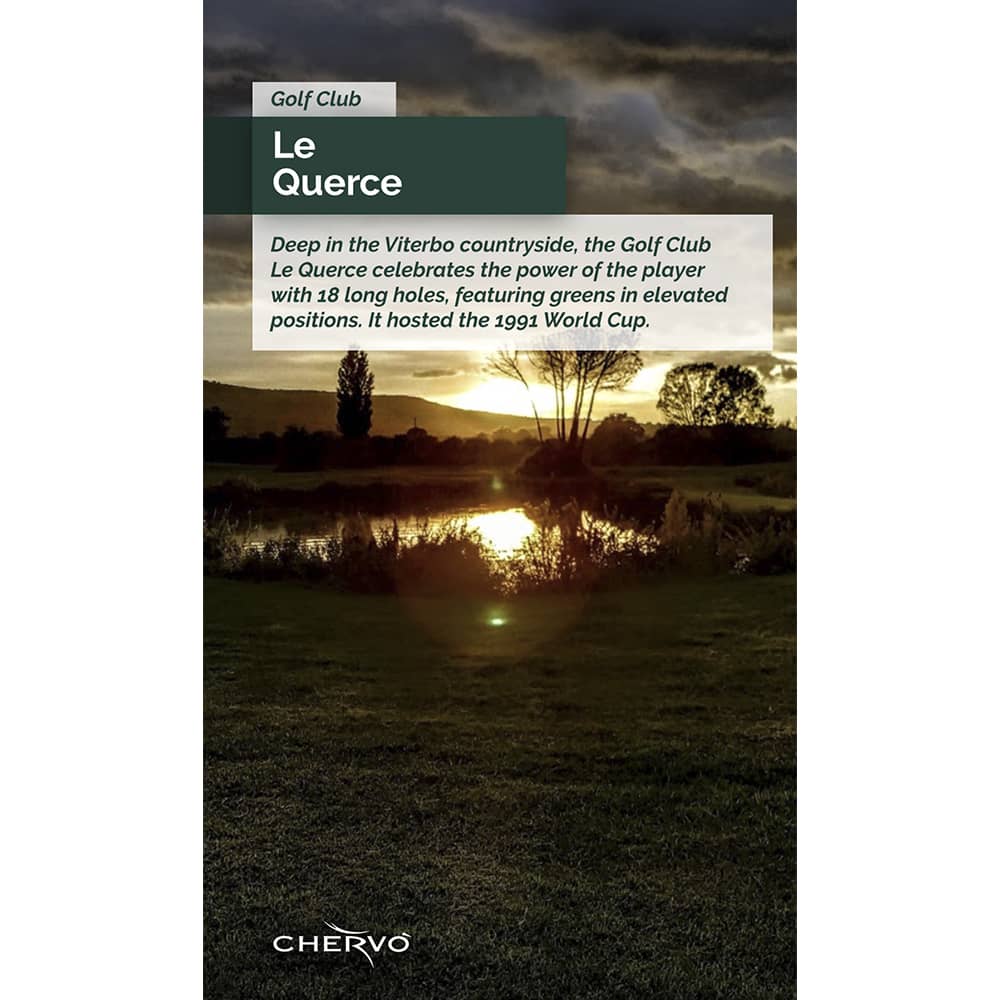 Golf Club
Le
Querce
Deep in the Viterbo countryside, the Golf Club
Le Querce celebrates the power of the player
with 18 long holes, featuring greens in elevated
positions. It hosted the 1991 World Cup.
CHERVÒ